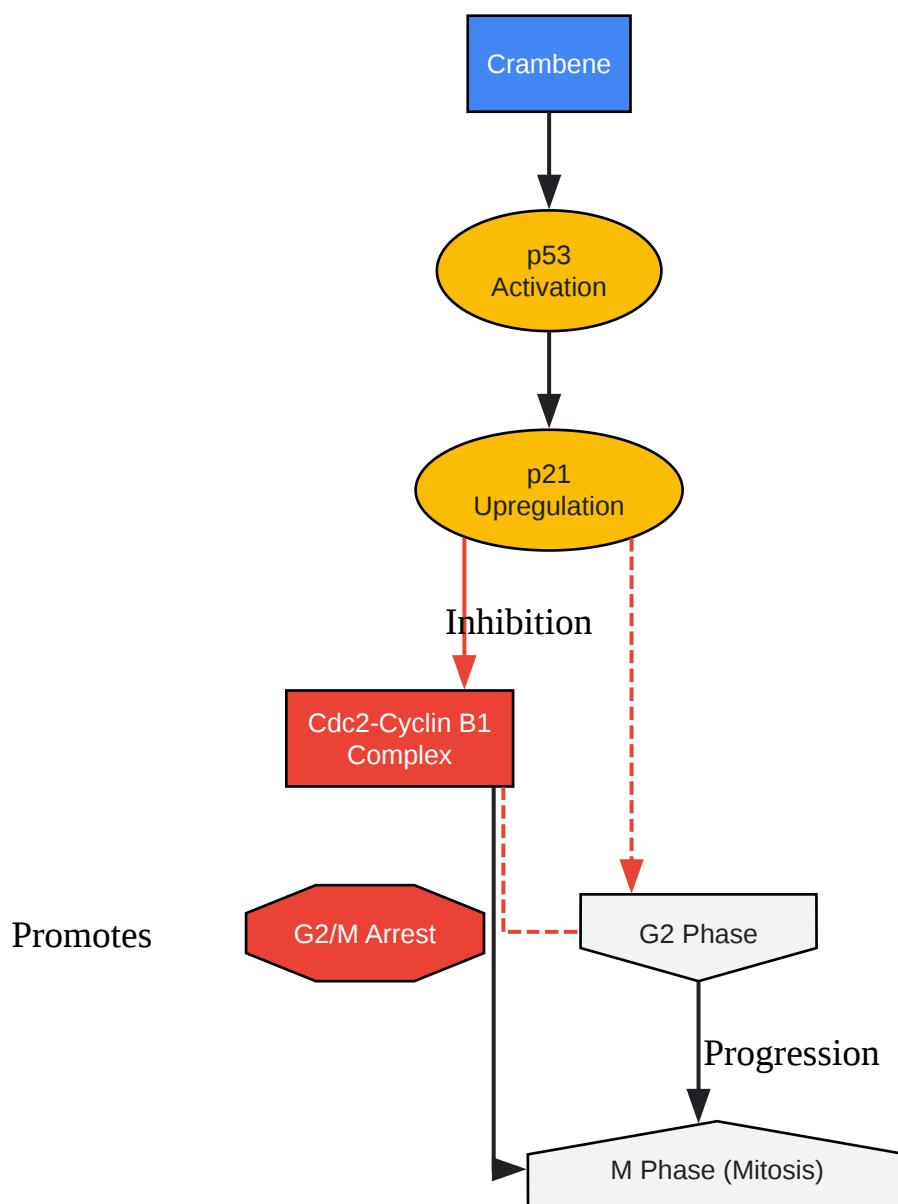 Crambene
p53
Activation
p21
Upregulation
Inhibition
Cdc2-Cyclin B1
Complex
Promotes
G2/M Arrest
G2 Phase
Progression
M Phase (Mitosis)